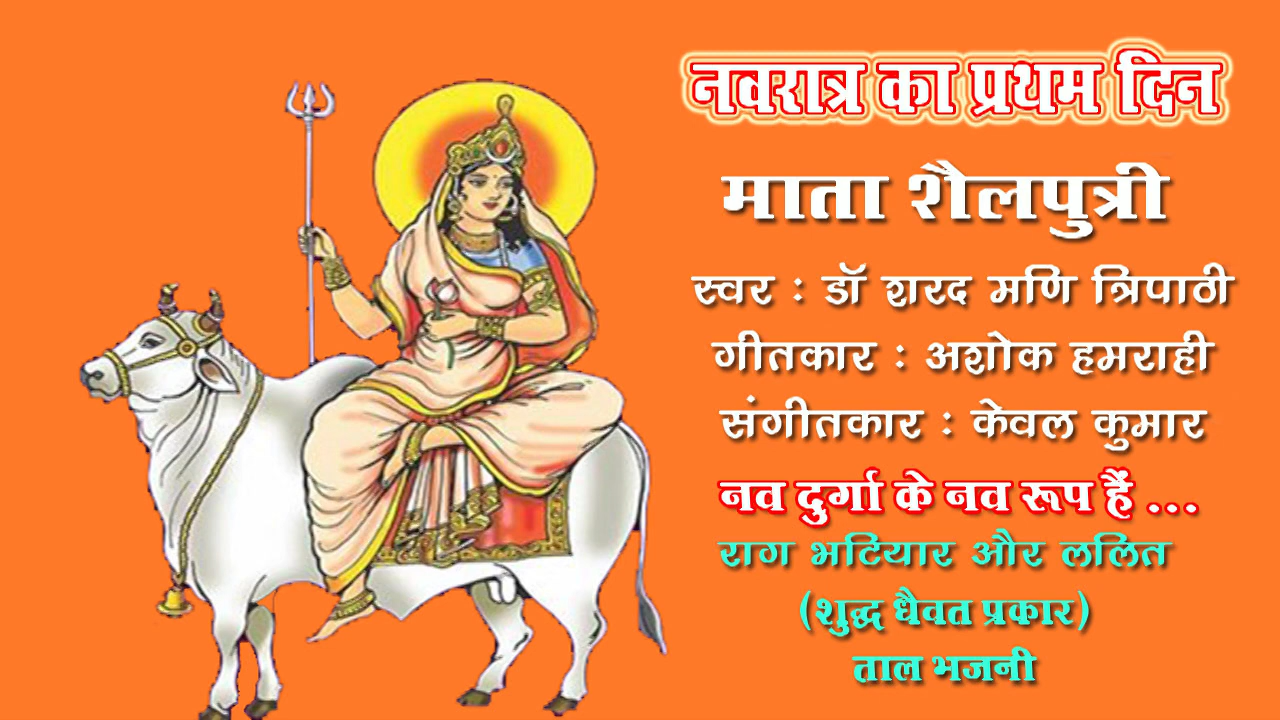 नवरात्र का प्रथम दिन
माता शैलपुत्री
स्वर : डॉ शरद मणि त्रिपाठी
गीतकार : अशोक हमराही
संगीतकार : केवल कुमार
नव दुर्गा के नव रूप हैं ...
राग भटियार और ललित
(शुद्ध धैवत प्रकार)
ताल भजनी